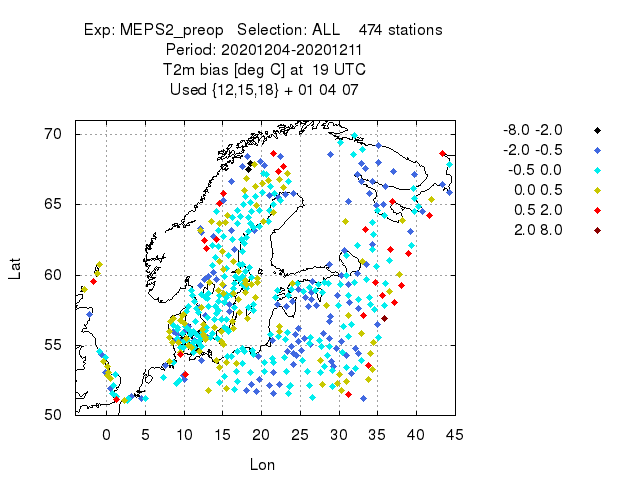 Exp: MEPS2_preop   Selection: ALL    474 stations
Period: 20201204-20201211
T2m bias [deg C] at  19 UTC
Used {12,15,18} + 01 04 07
-8.0 -2.0
-2.0 -0.5
-0.5 0.0
0.0 0.5
0.5 2.0
2.0 8.0
70
65
60
55
50
Lat
0 5 10 15 20 25 30 35 40 45
Lon